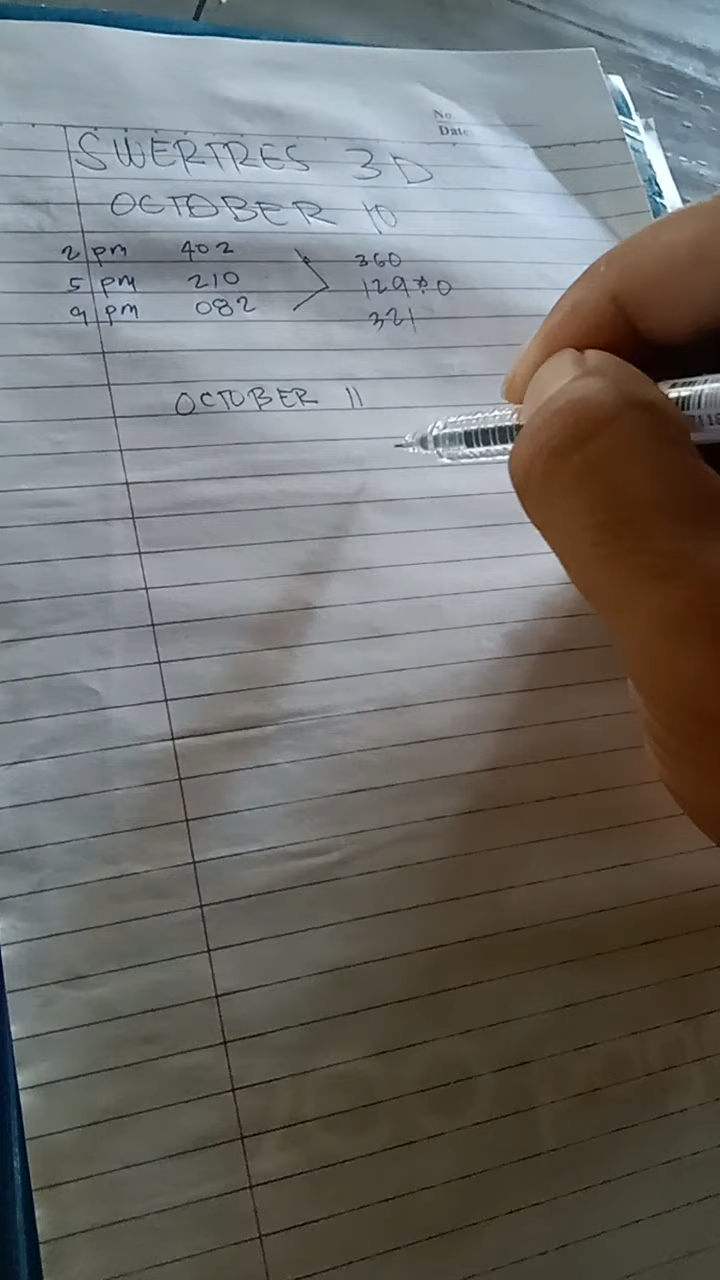 No.
Date
SWERTRES 3D
OCTOBER 10
2 pm 402 360
5 pm 210 129*0
9 pm 082 321
OCTOBER 11